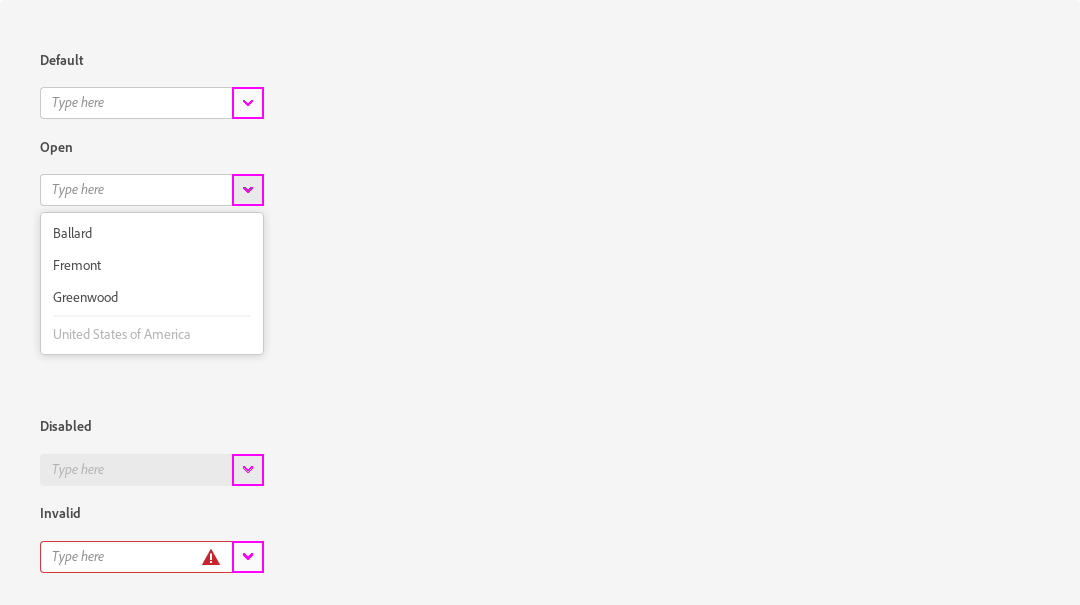 Default
Type here
Open
Type here
Ballard
Fremont
Greenwood
United States of America
Disabled
Type here
Invalid
Type here